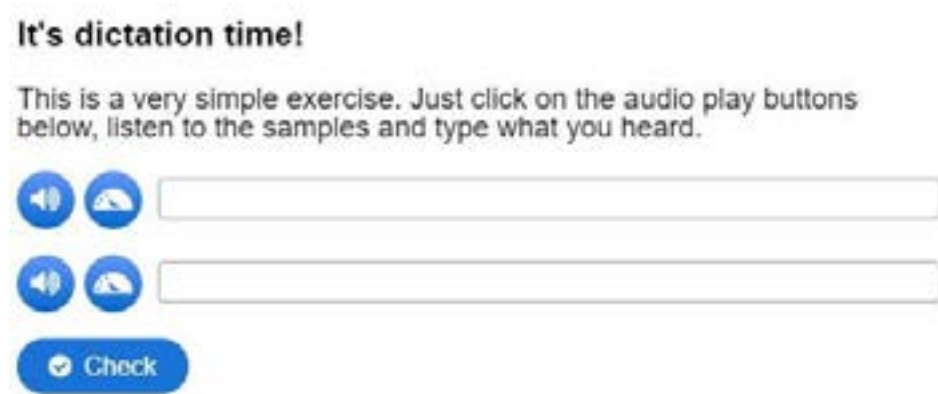 It's dictation time!
This is a very simple exercise. Just click on the audio play buttons
below, listen to the samples and type what you heard.
Check